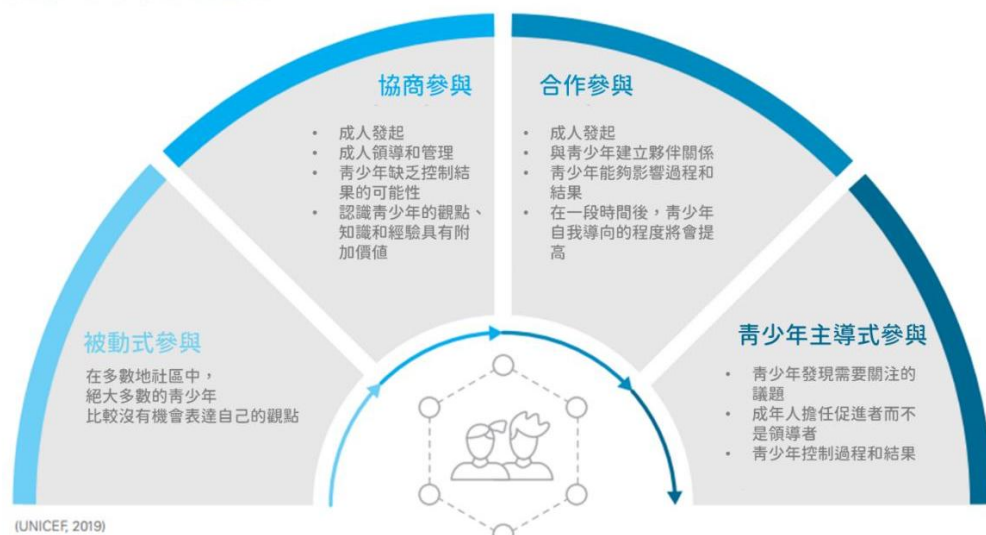 協商參與
• 成人發起
• 成人領導和管理
• 青少年缺乏控制結
果的可能性
• 認識青少年的觀點、
知識和經驗具有附
加價值
合作參與
• 成人發起
• 與青少年建立夥伴關係
• 青少年能夠影響過程和
結果
• 在一段時間後，青少年
自我導向的程度將會提
高
被動式參與
在多數地社區中，
絕大多數的青少年
比較沒有機會表達自己的觀點
青少年主導式參與
• 青少年發現需要關注的
議題
• 成年人擔任促進者而不
是領導者
• 青少年控制過程和結果
(UNICEF, 2019)